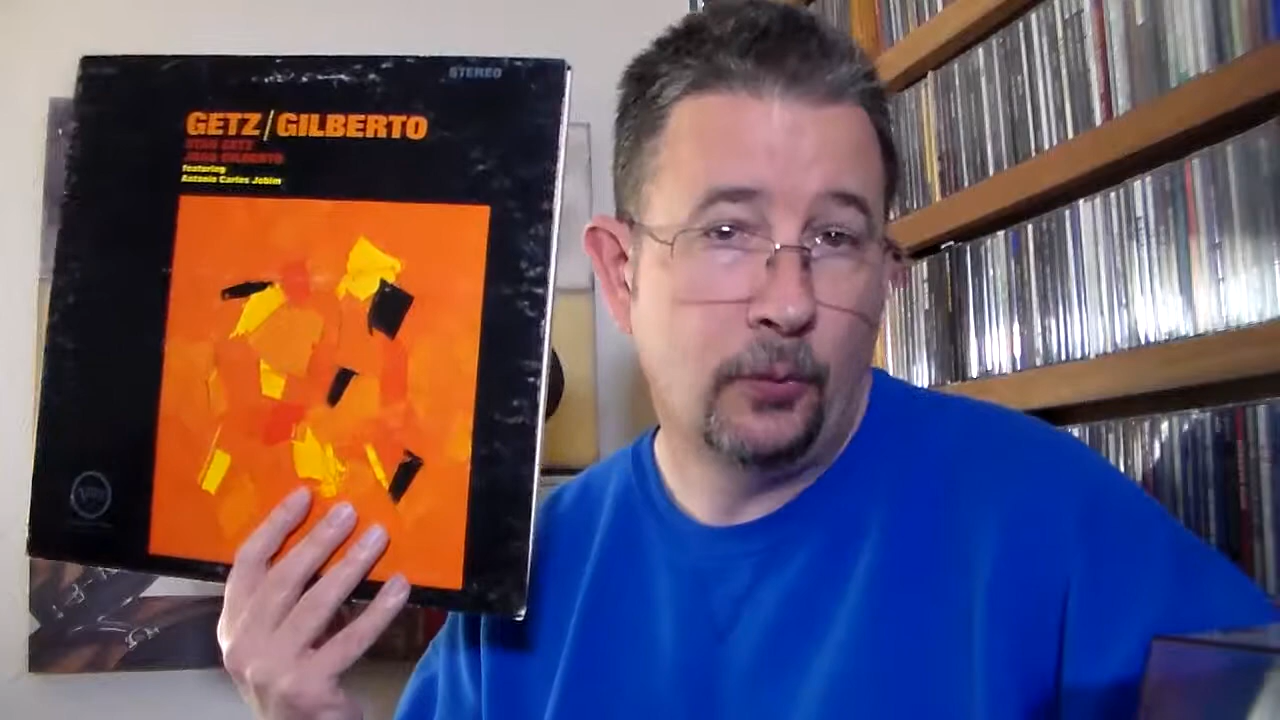 STEREO
GETZ/GILBERTO
STAN GETZ
JOAO GILBERTO
featuring
Antonio Carlos Jobim